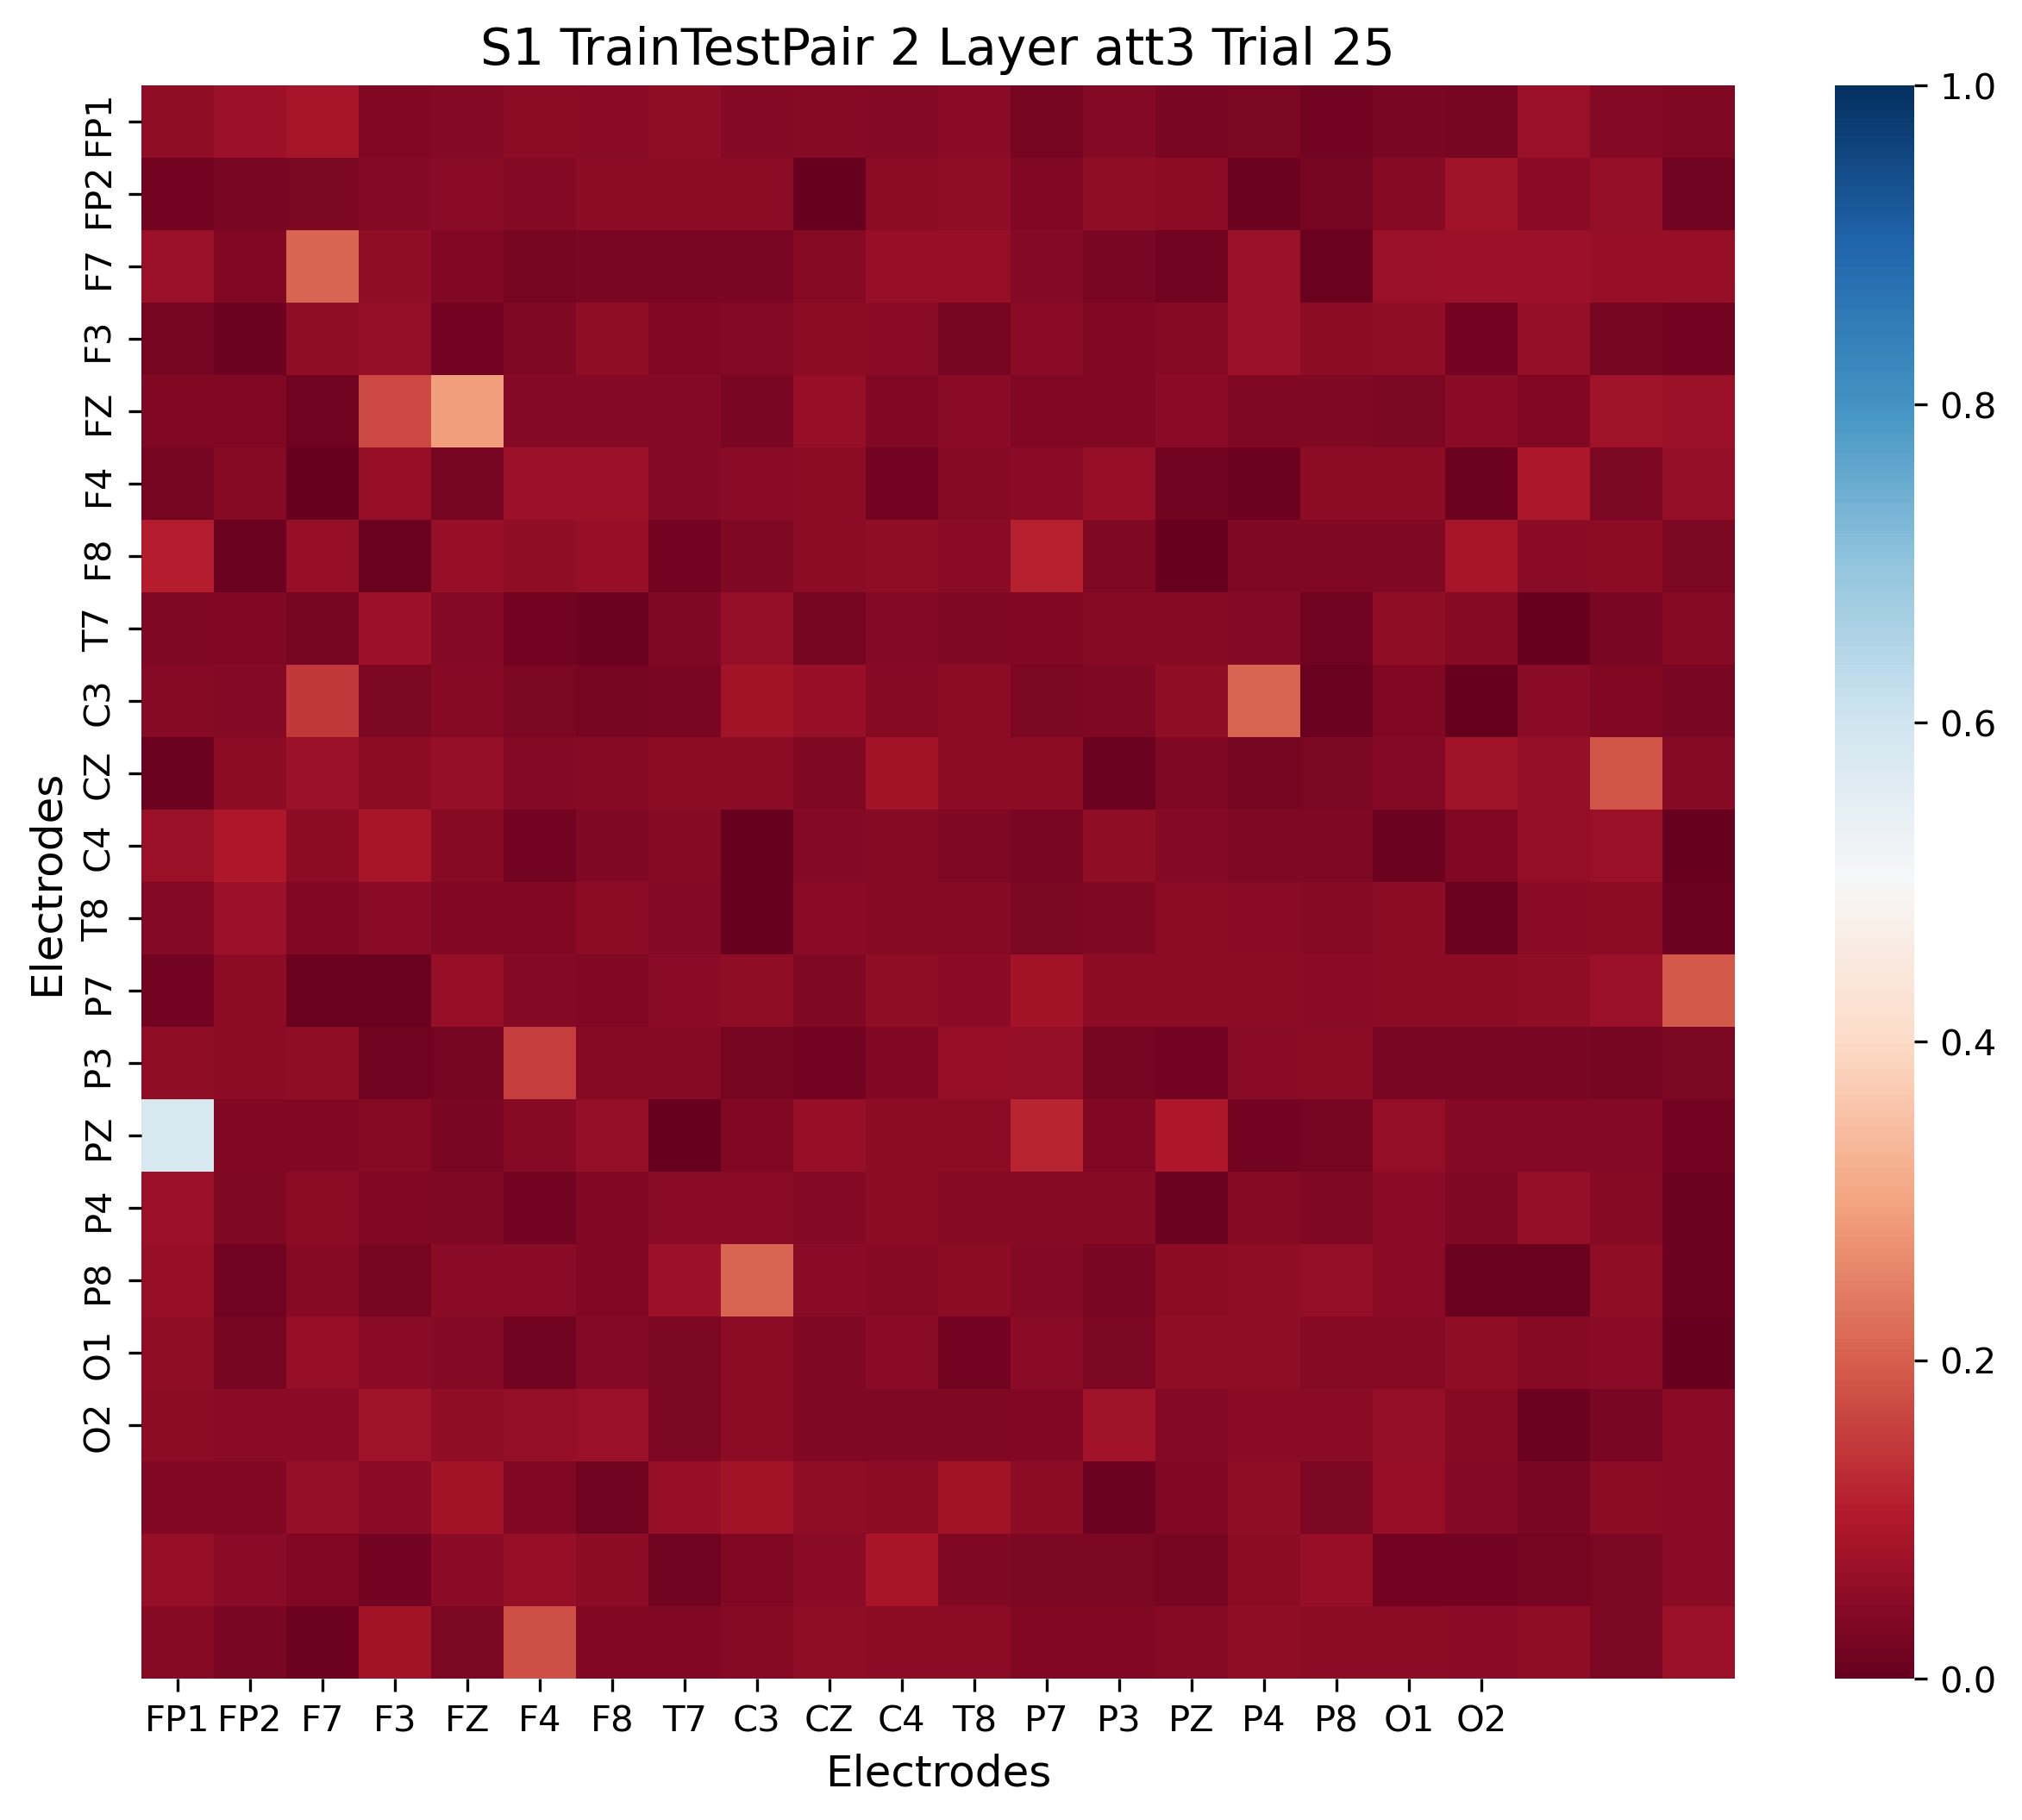 S1 TrainTestPair 2 Layer att3 Trial 25
Electrodes
FP1
FP2
F7
F3
FZ
F4
F8
T7
C3
CZ
C4
T8
P7
P3
PZ
P4
P8
O1
O2
FP1 FP2 F7 F3 FZ F4 F8 T7 C3 CZ C4 T8 P7 P3 PZ P4 P8 O1 O2
Electrodes
1.0
0.8
0.6
0.4
0.2
0.0